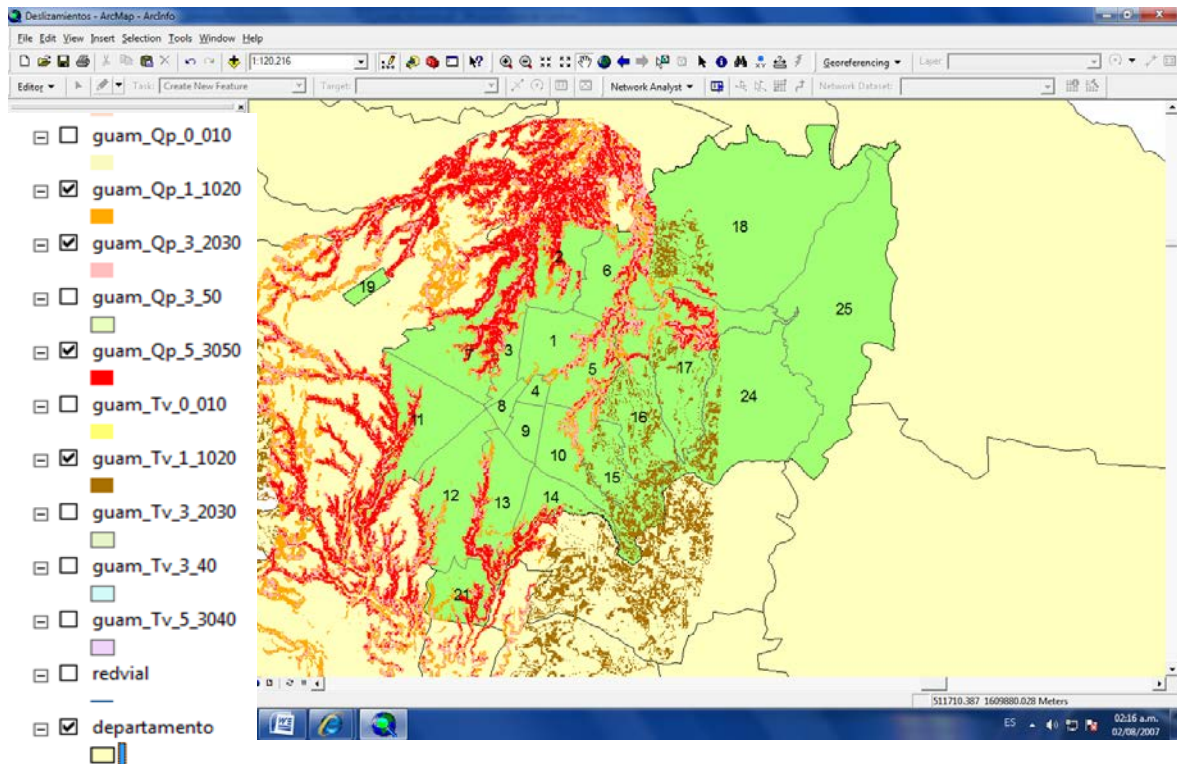 Deslizamientos - ArcMap - ArcInfo
File Edit View Insert Selection Tools Window Help
1:120.216 Georeferencing Layer:
Editor Task: Create New Feature Target: Network Analyst Network Dataset:
guam_Qp_0_010
guam_Qp_1_1020
guam_Qp_3_2030
guam_Qp_3_50
guam_Qp_5_3050
guam_Tv_0_010
guam_Tv_1_1020
guam_Tv_3_2030
guam_Tv_3_40
guam_Tv_5_3040
redvial
departamento
18
2
6
19
25
1
7
3
5
17
4
24
8
11
16
9
10
15
12
13
14
21
511710.387 1609880.028 Meters
ES
02:16 a.m.
02/08/2007